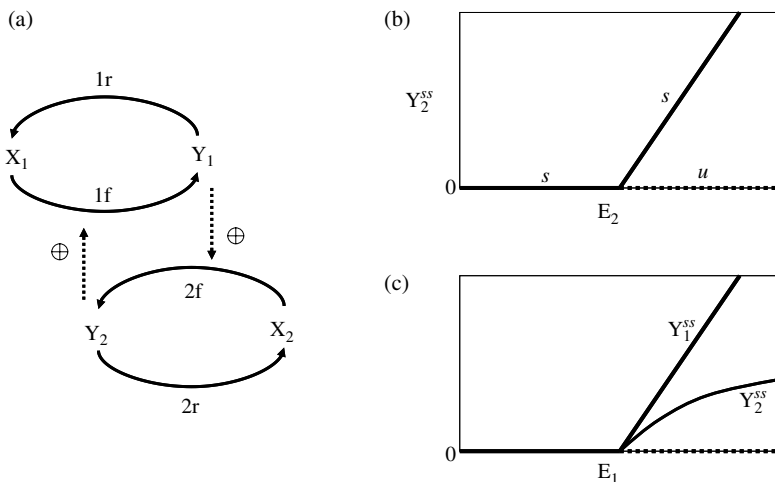 (a)
1r
X₁ Y₁
1f
⊕ ⊕
2f
Y₂ X₂
2r
(b)
Y₂ˢˢ
s
s u
0
E₂
(c)
Y₁ˢˢ
Y₂ˢˢ
0
E₁